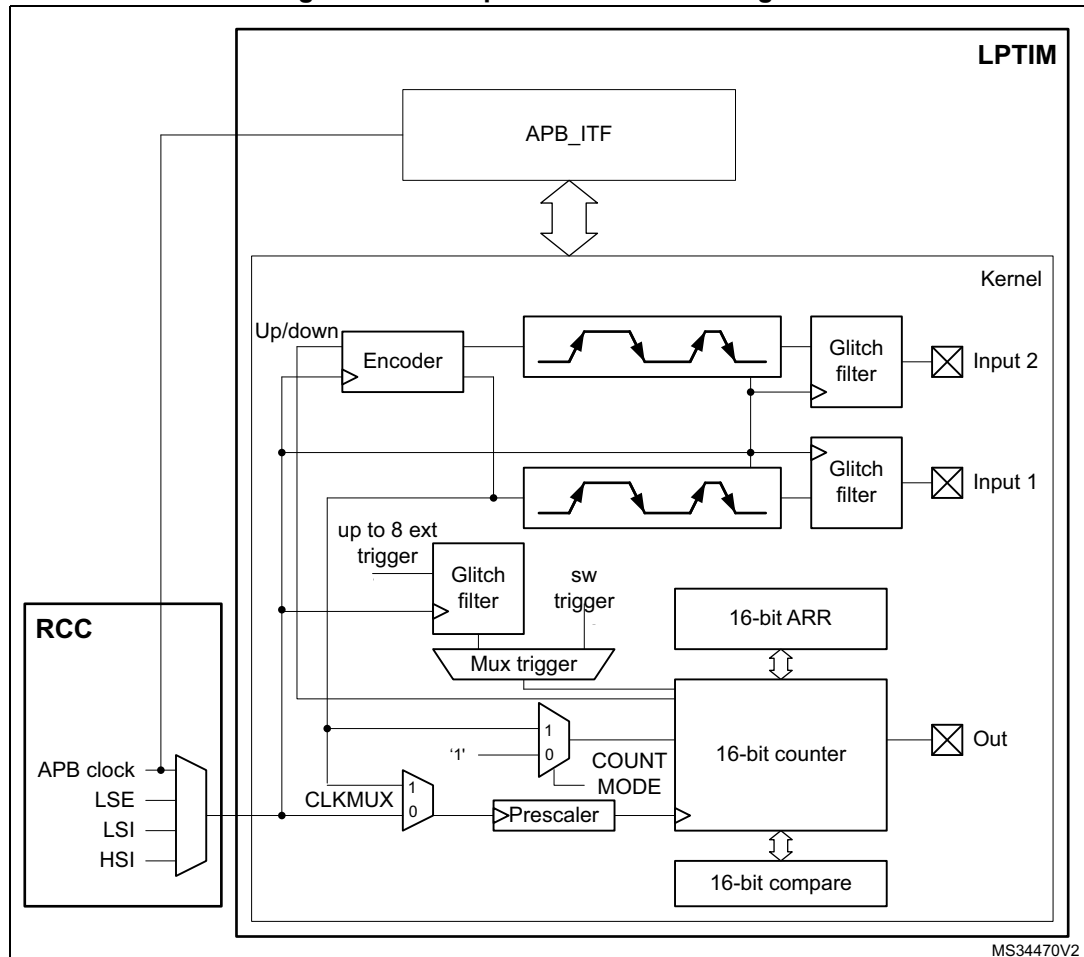 LPTIM
APB_ITF
Kernel
Up/down
Encoder
Glitch
filter
Input 2
Glitch
filter
Input 1
up to 8 ext
trigger
Glitch
filter
sw
trigger
Mux trigger
16-bit ARR
RCC
1
'1'
0
COUNT
MODE
16-bit counter
Out
APB clock
LSE
LSI
HSI
CLKMUX
1
0
Prescaler
16-bit compare
MS34470V2